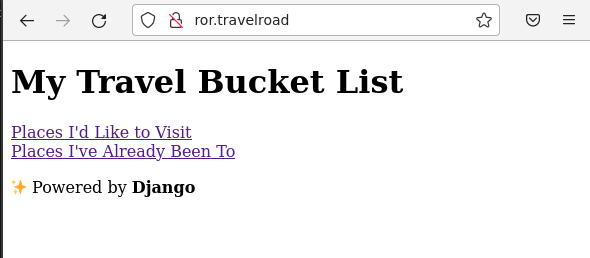 ror.travelroad
My Travel Bucket List
Places I'd Like to Visit
Places I've Already Been To
✨ Powered by Django